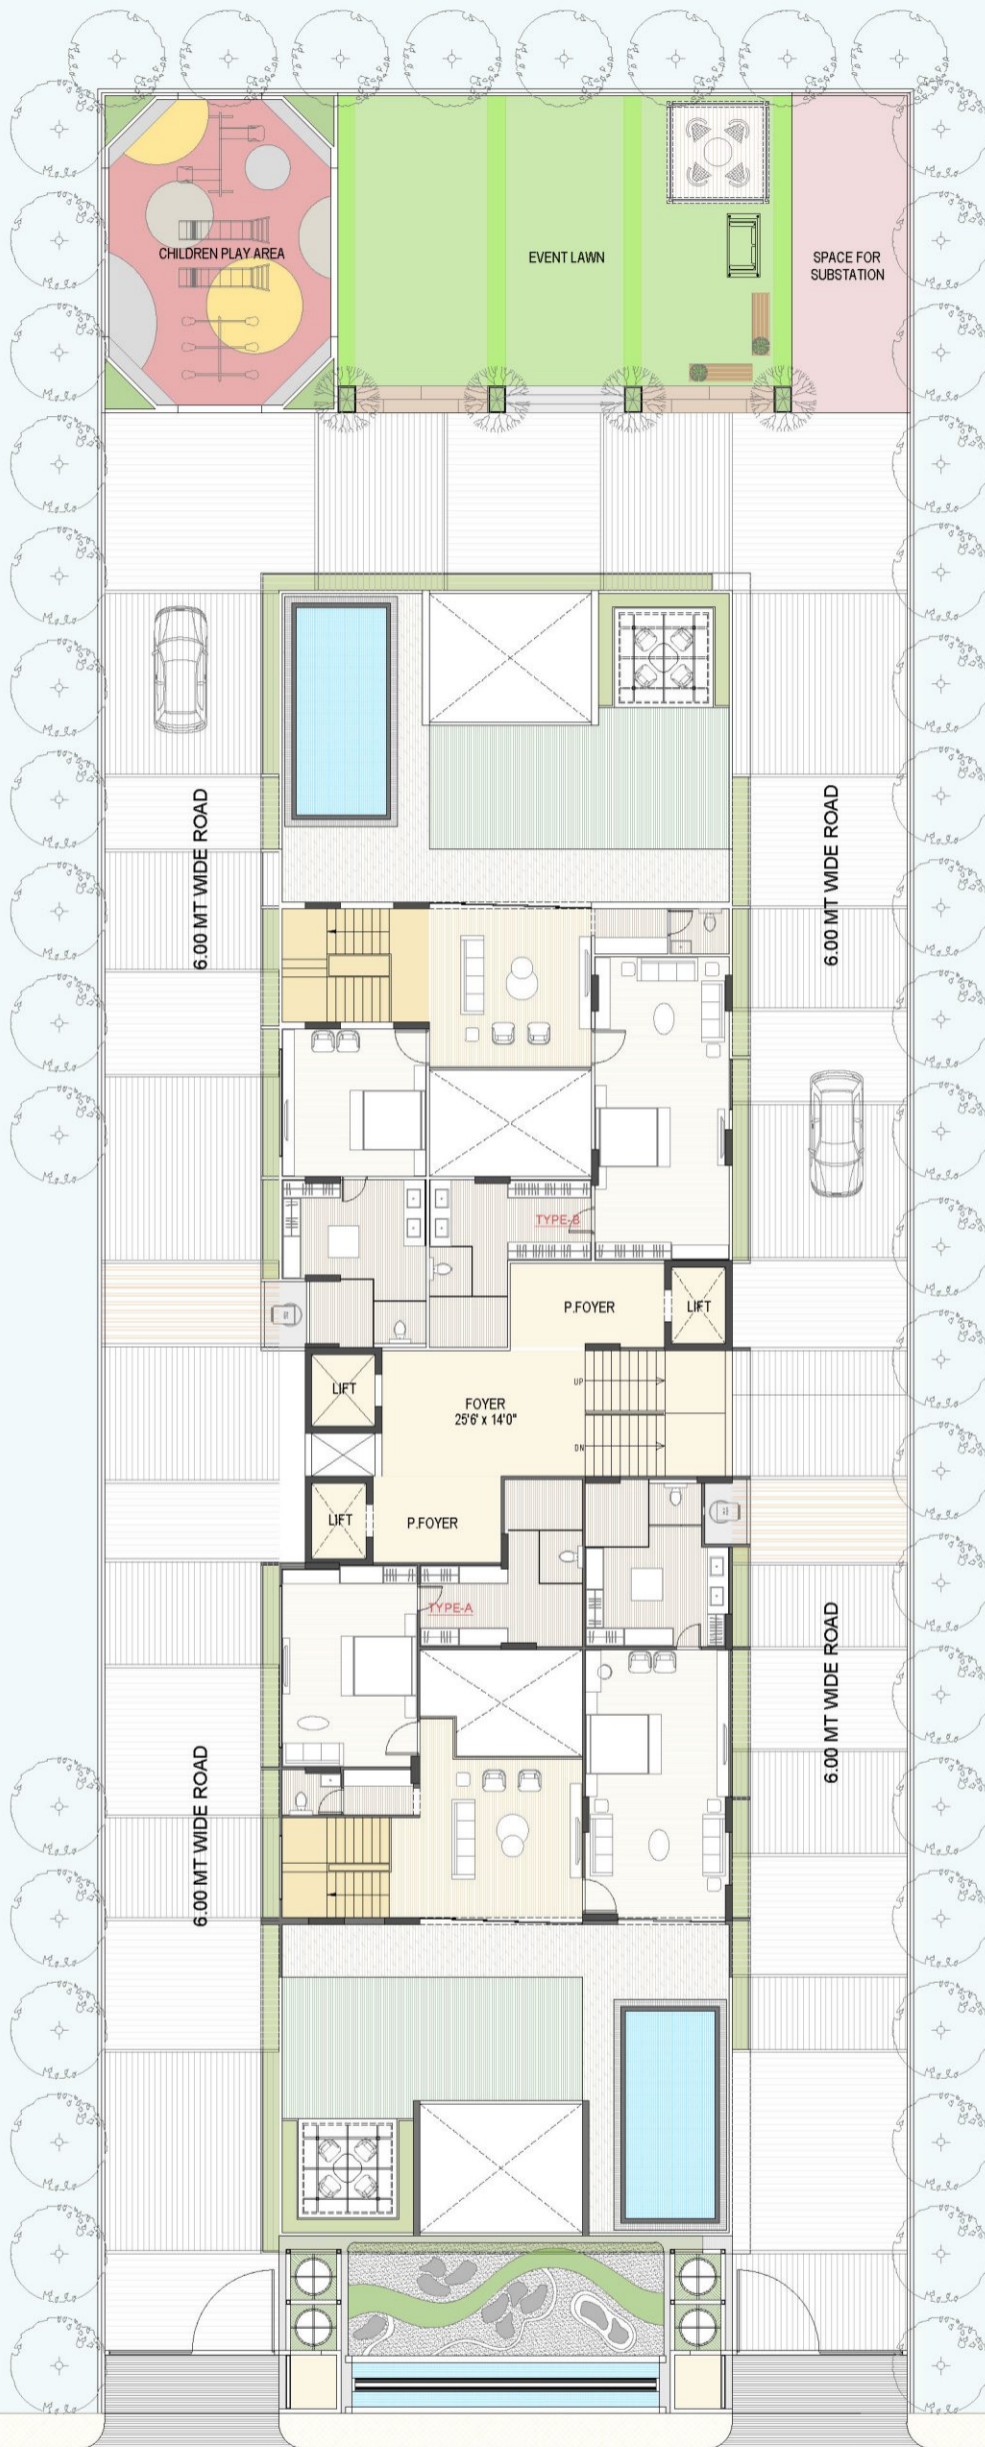 CHILDREN PLAY AREA
EVENT LAWN
SPACE FOR
SUBSTATION
6.00 MT WIDE ROAD
6.00 MT WIDE ROAD
TYPE-B
P.FOYER
LIFT
LIFT
FOYER
25'6' x 14'0"
UP
DN
LIFT
P.FOYER
TYPE-A
6.00 MT WIDE ROAD
6.00 MT WIDE ROAD